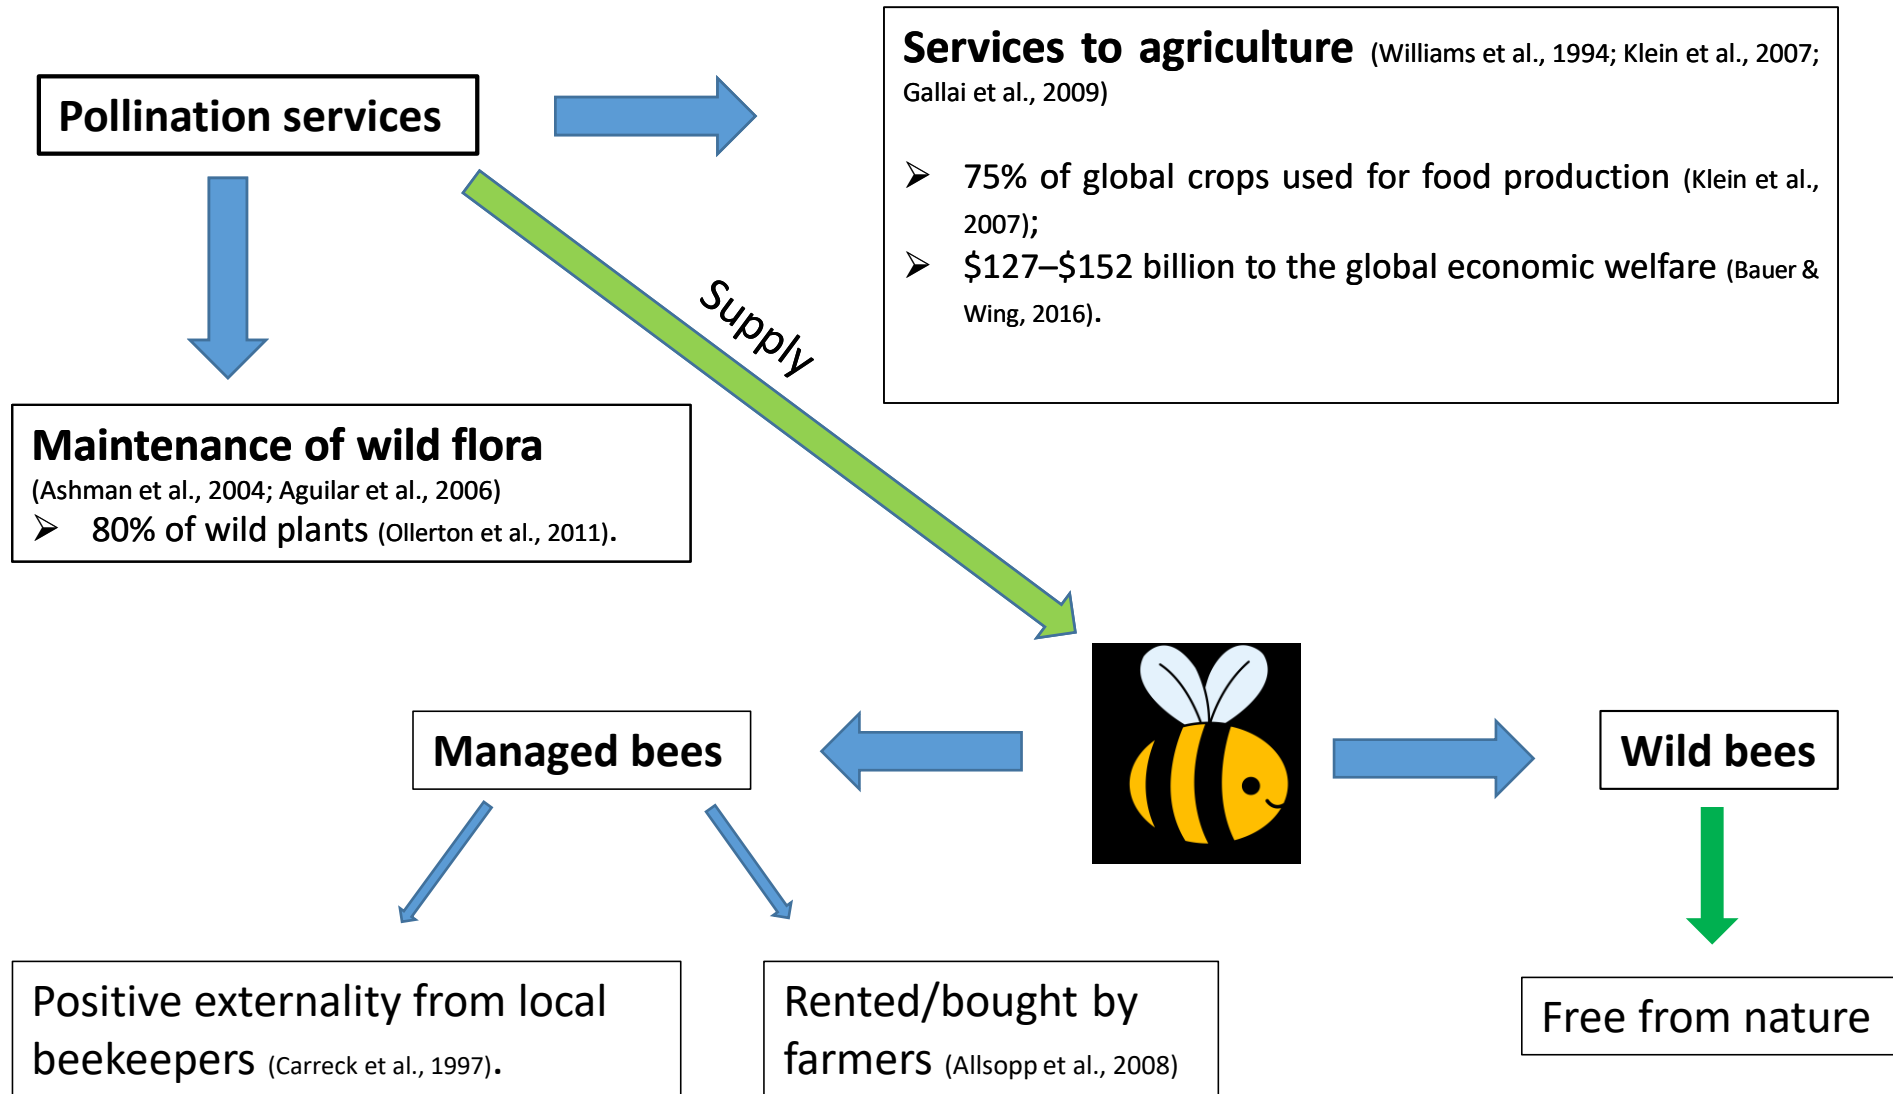 Pollination services
Services to agriculture (Williams et al., 1994; Klein et al., 2007;
Gallai et al., 2009)
➢ 75% of global crops used for food production (Klein et al.,
2007);
➢ $127–$152 billion to the global economic welfare (Bauer &
Wing, 2016).
Supply
Maintenance of wild flora
(Ashman et al., 2004; Aguilar et al., 2006)
➢ 80% of wild plants (Ollerton et al., 2011).
Managed bees
Wild bees
Positive externality from local
beekeepers (Carreck et al., 1997).
Rented/bought by
farmers (Allsopp et al., 2008)
Free from nature